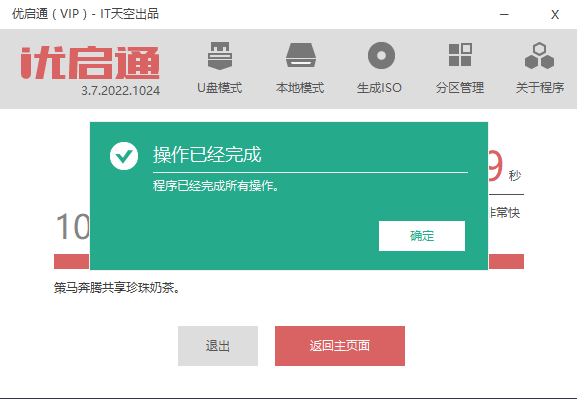 优启通（VIP）- IT天空出品
优启通
3.7.2022.1024
U盘模式
本地模式
生成ISO
分区管理
关于程序
操作已经完成
程序已经完成所有操作。
确定
9 秒
非常快
10
策马奔腾共享珍珠奶茶。
退出
返回主页面